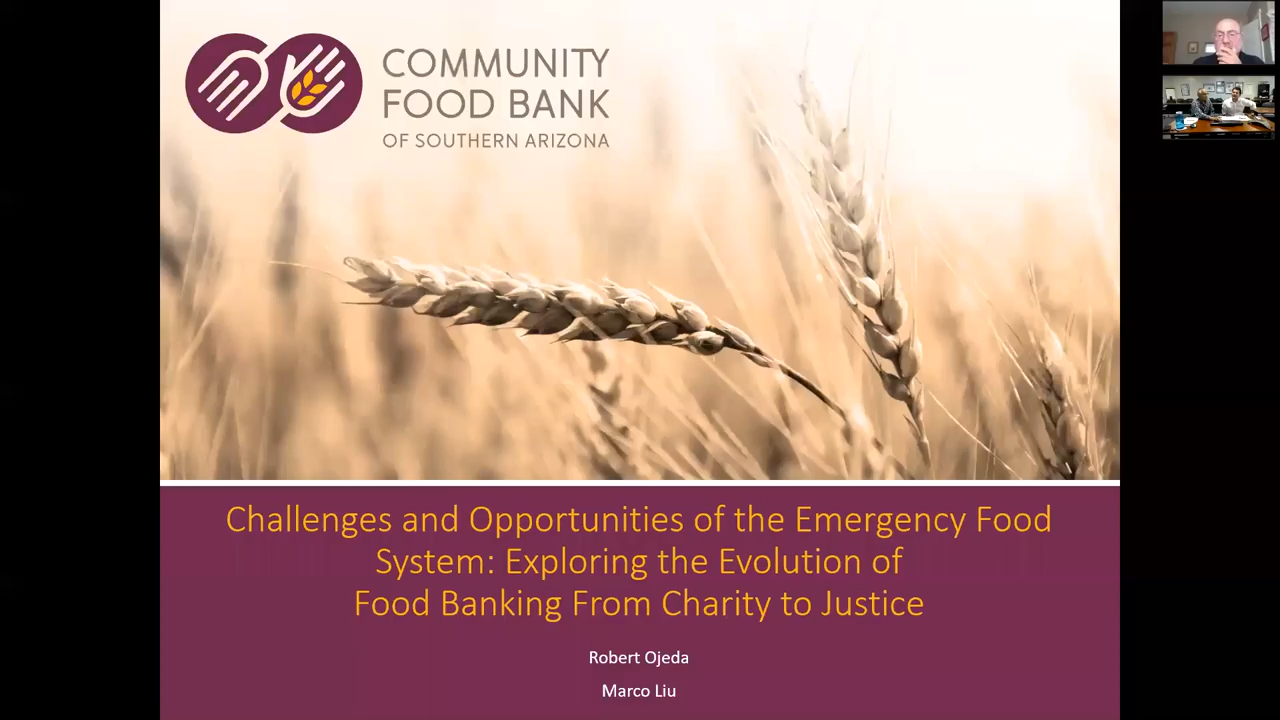 COMMUNITY
FOOD BANK
OF SOUTHERN ARIZONA
Challenges and Opportunities of the Emergency Food
System: Exploring the Evolution of
Food Banking From Charity to Justice
Robert Ojeda
Marco Liu